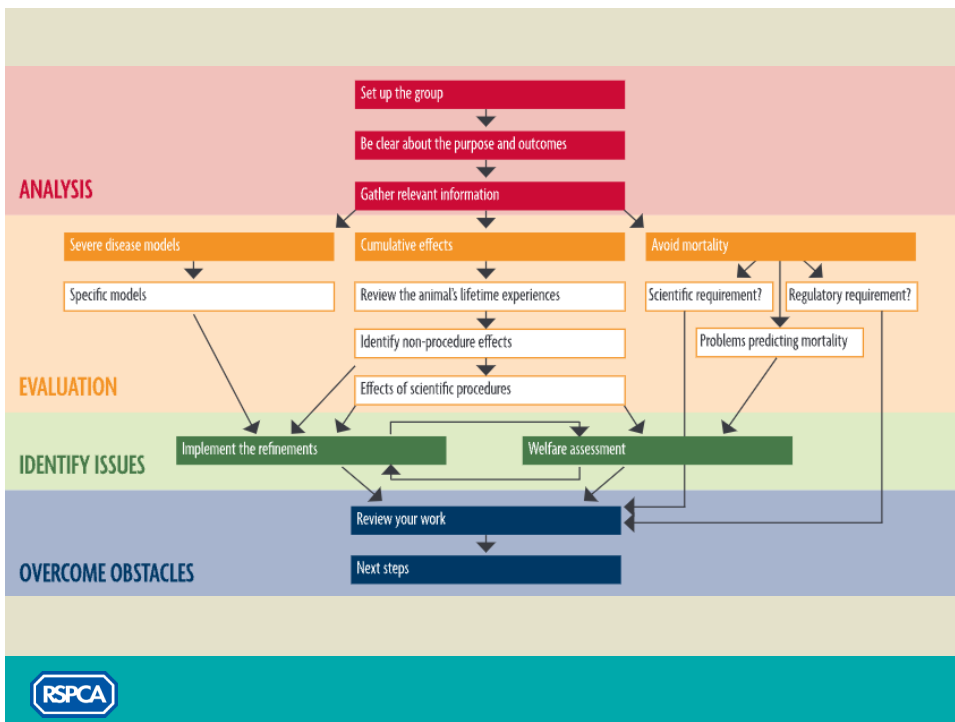 Set up the group
Be clear about the purpose and outcomes
ANALYSIS
Gather relevant information
Severe disease models
Cumulative effects
Avoid mortality
Specific models
Review the animal's lifetime experiences
Scientific requirement?
Regulatory requirement?
Identify non-procedure effects
Problems predicting mortality
EVALUATION
Effects of scientific procedures
Implement the refinements
Welfare assessment
IDENTIFY ISSUES
Review your work
OVERCOME OBSTACLES
Next steps
RSPCA